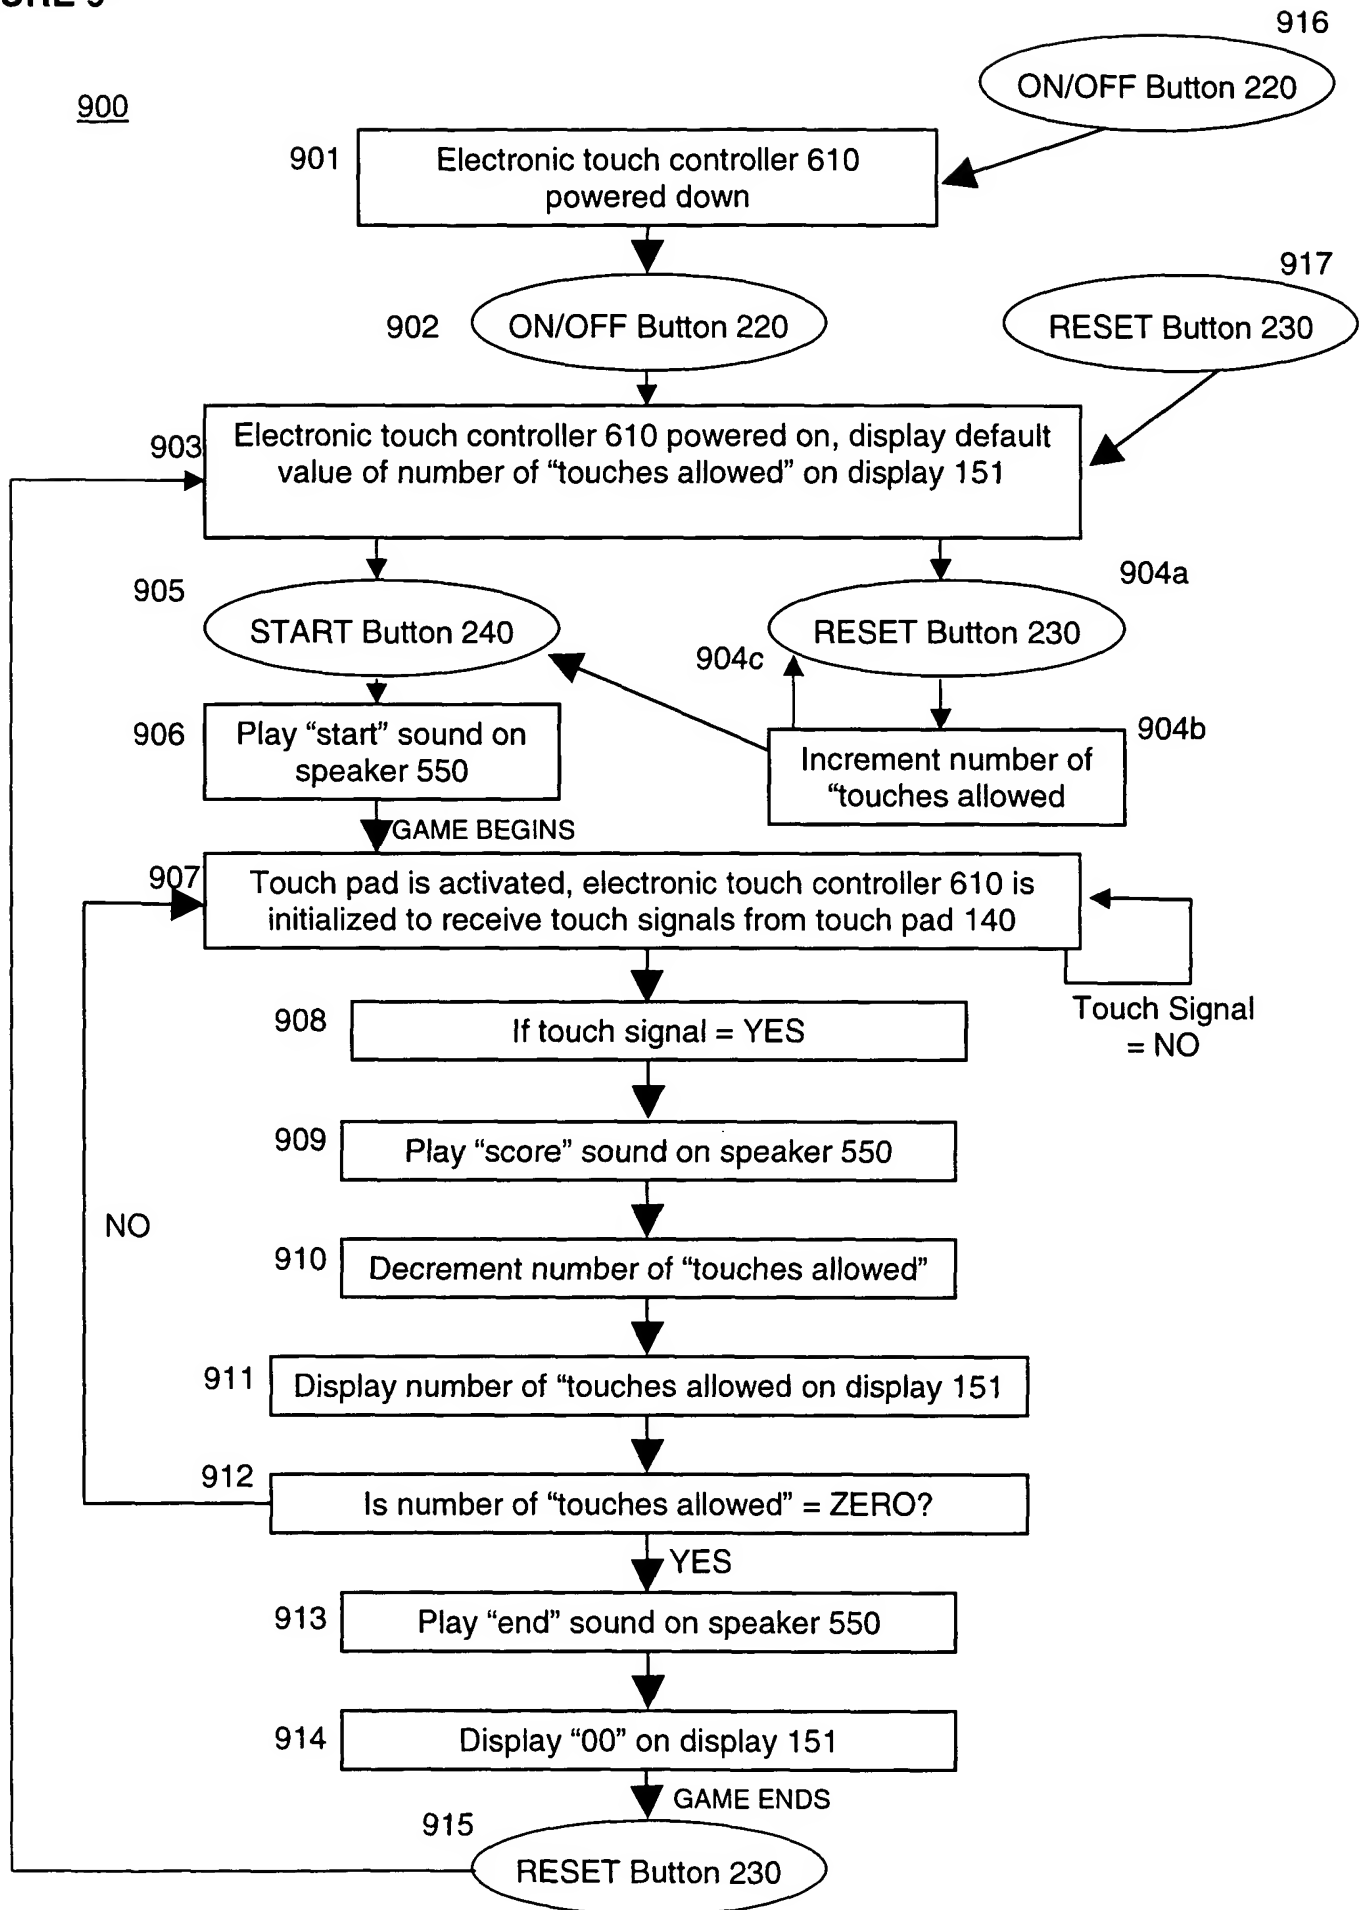 916
ON/OFF Button 220
900
901
Electronic touch controller 610
powered down
917
902
ON/OFF Button 220
RESET Button 230
903
Electronic touch controller 610 powered on, display default
value of number of “touches allowed” on display 151
905
START Button 240
904a
RESET Button 230
904c
906
Play “start” sound on
speaker 550
904b
Increment number of
“touches allowed
GAME BEGINS
907
Touch pad is activated, electronic touch controller 610 is
initialized to receive touch signals from touch pad 140
Touch Signal
= NO
908
If touch signal = YES
909
Play “score” sound on speaker 550
NO
910
Decrement number of “touches allowed”
911
Display number of “touches allowed on display 151
912
Is number of “touches allowed” = ZERO?
YES
913
Play “end” sound on speaker 550
914
Display “00” on display 151
GAME ENDS
915
RESET Button 230